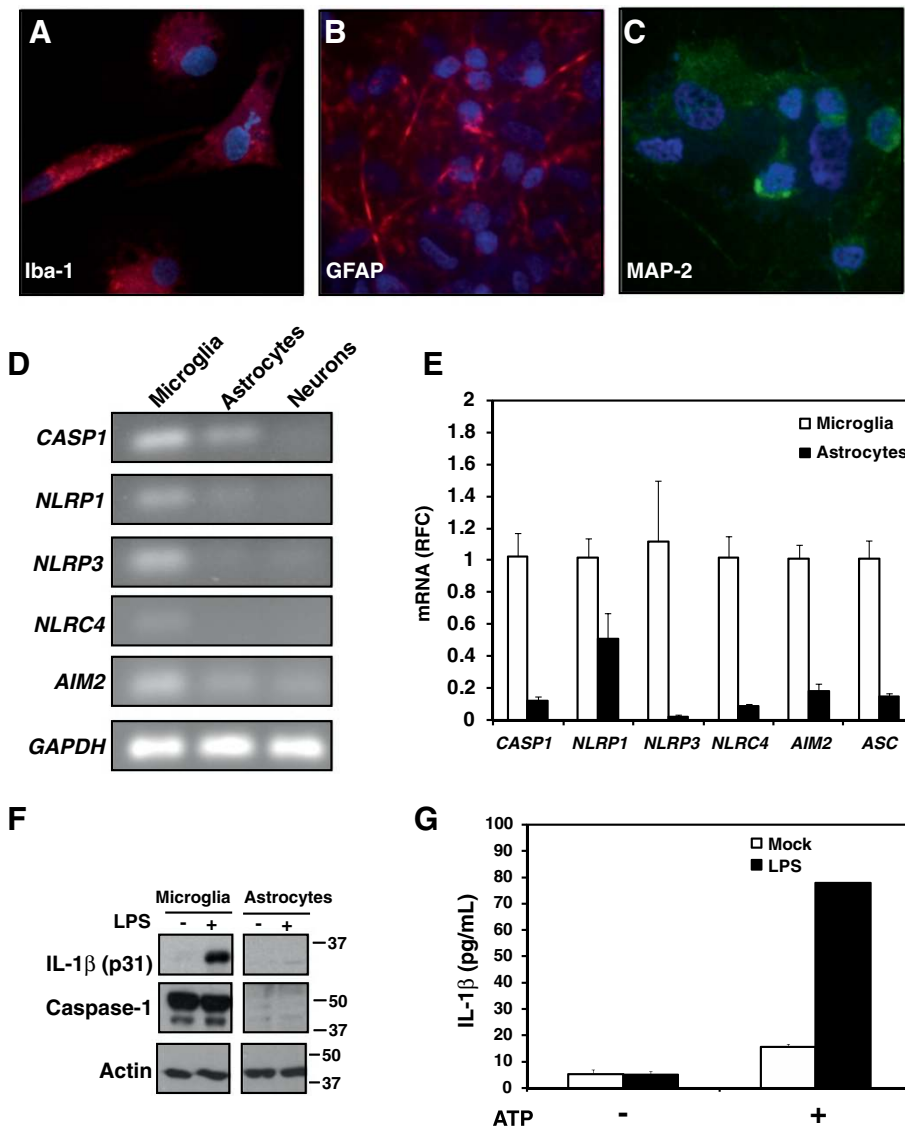 A
B
C
Iba-1
GFAP
MAP-2
D
Microglia
Astrocytes
Neurons
CASP1
NLRP1
NLRP3
NLRC4
AIM2
GAPDH
E
2
1.8
1.6
1.4
1.2
1
0.8
0.6
0.4
0.2
0
mRNA (RFC)
Microglia
Astrocytes
CASP1 NLRP1 NLRP3 NLRC4 AIM2 ASC
F
Microglia Astrocytes
LPS - + - +
IL-1β (p31)
37
Caspase-1
50
37
Actin
50
37
G
100
90
80
70
60
50
40
30
20
10
0
IL-1β (pg/mL)
Mock
LPS
ATP - +